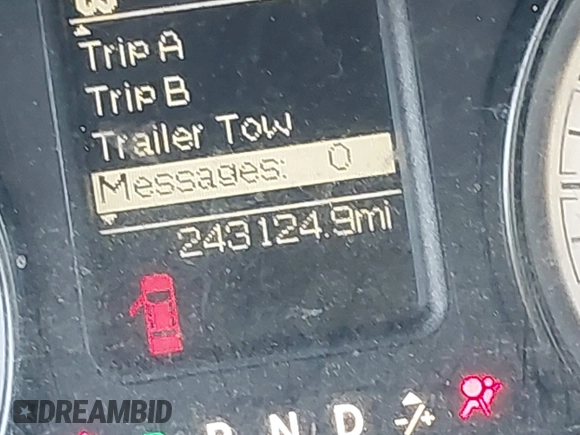 Trip A
Trip B
Trailer Tow
Messages: 0
243124.9mi
R N D
DREAMBID